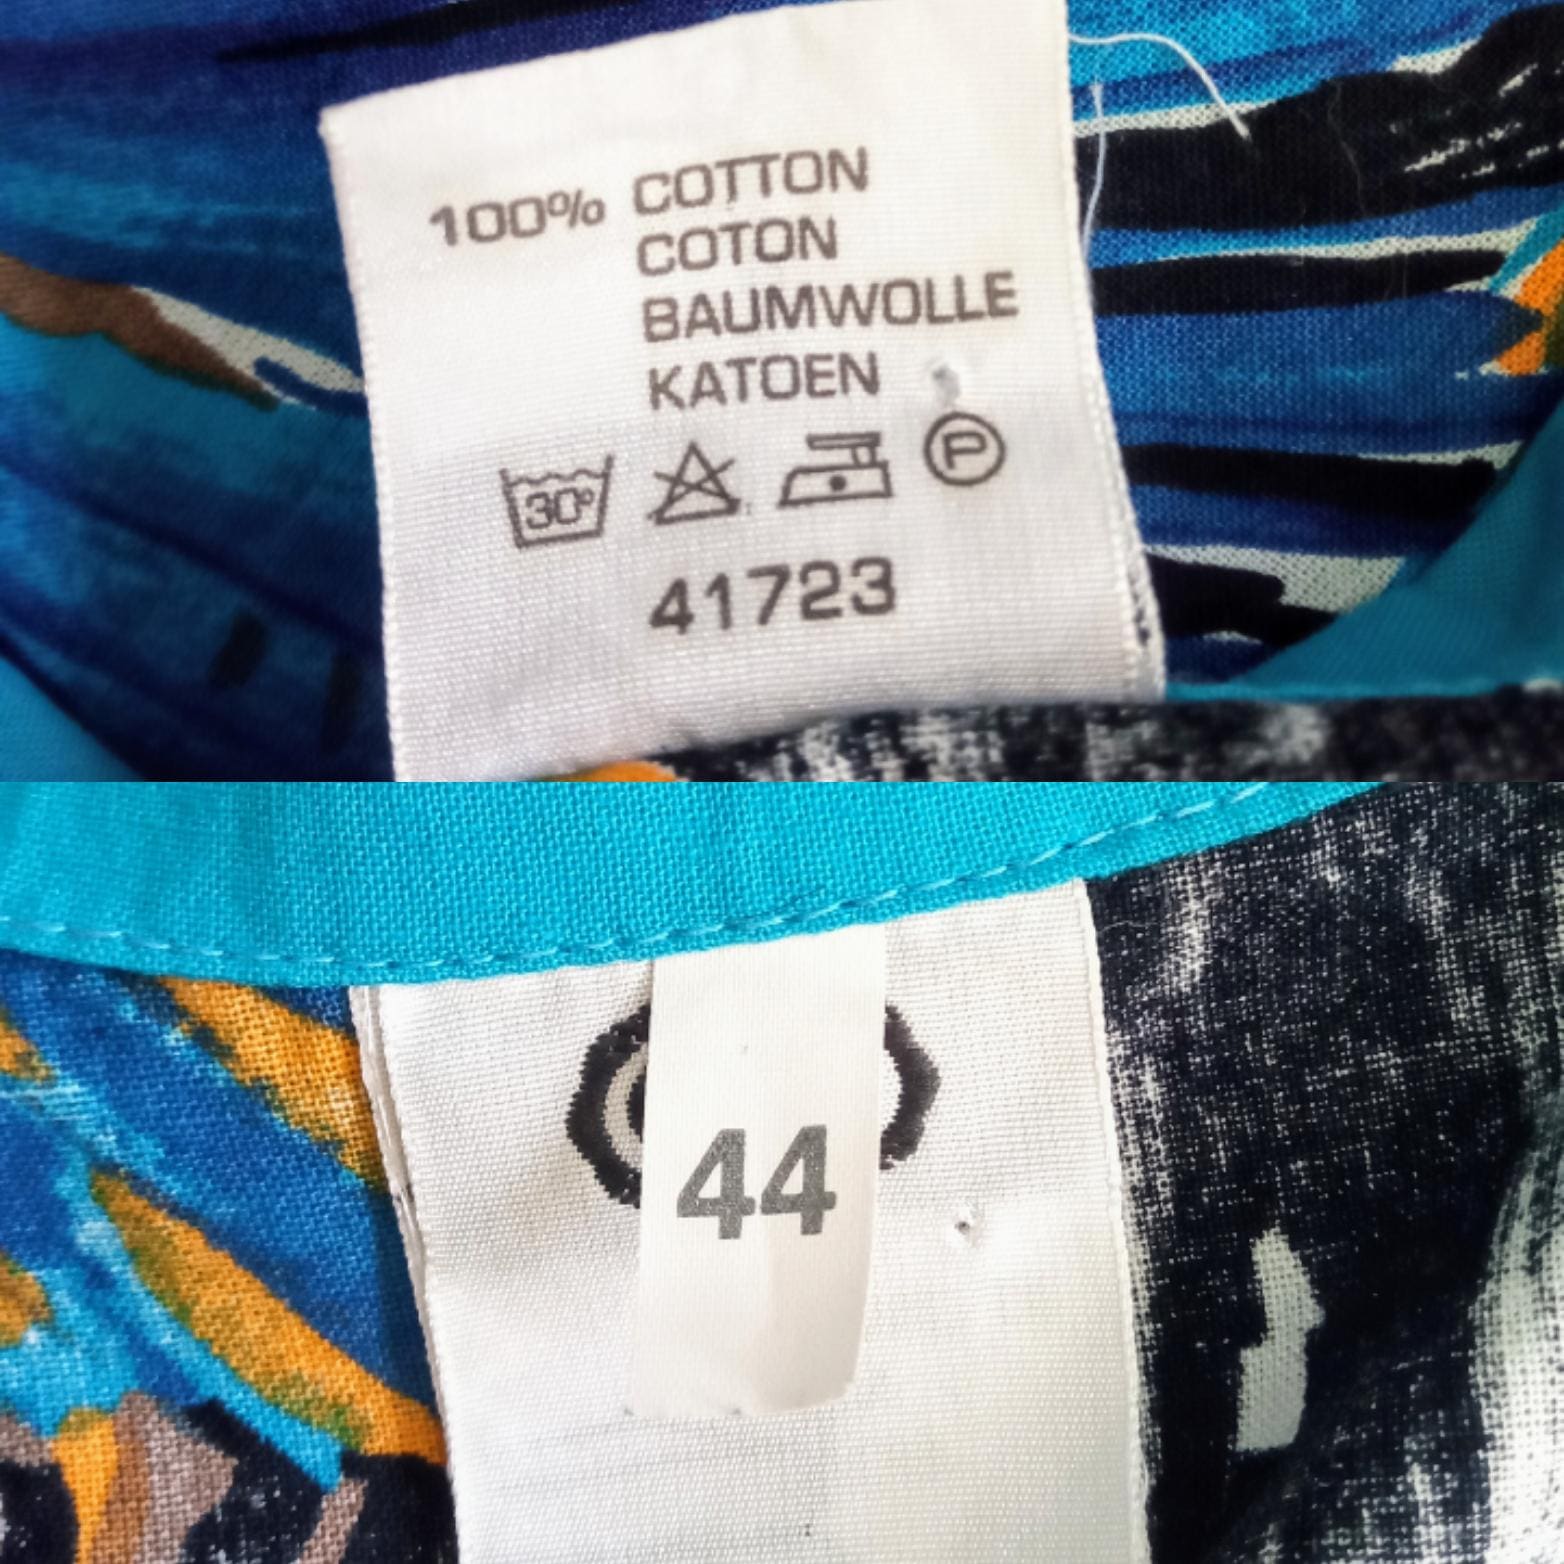 100% COTTON
COTON
BAUMWOLLE
KATOEN
30°
P
41723
44